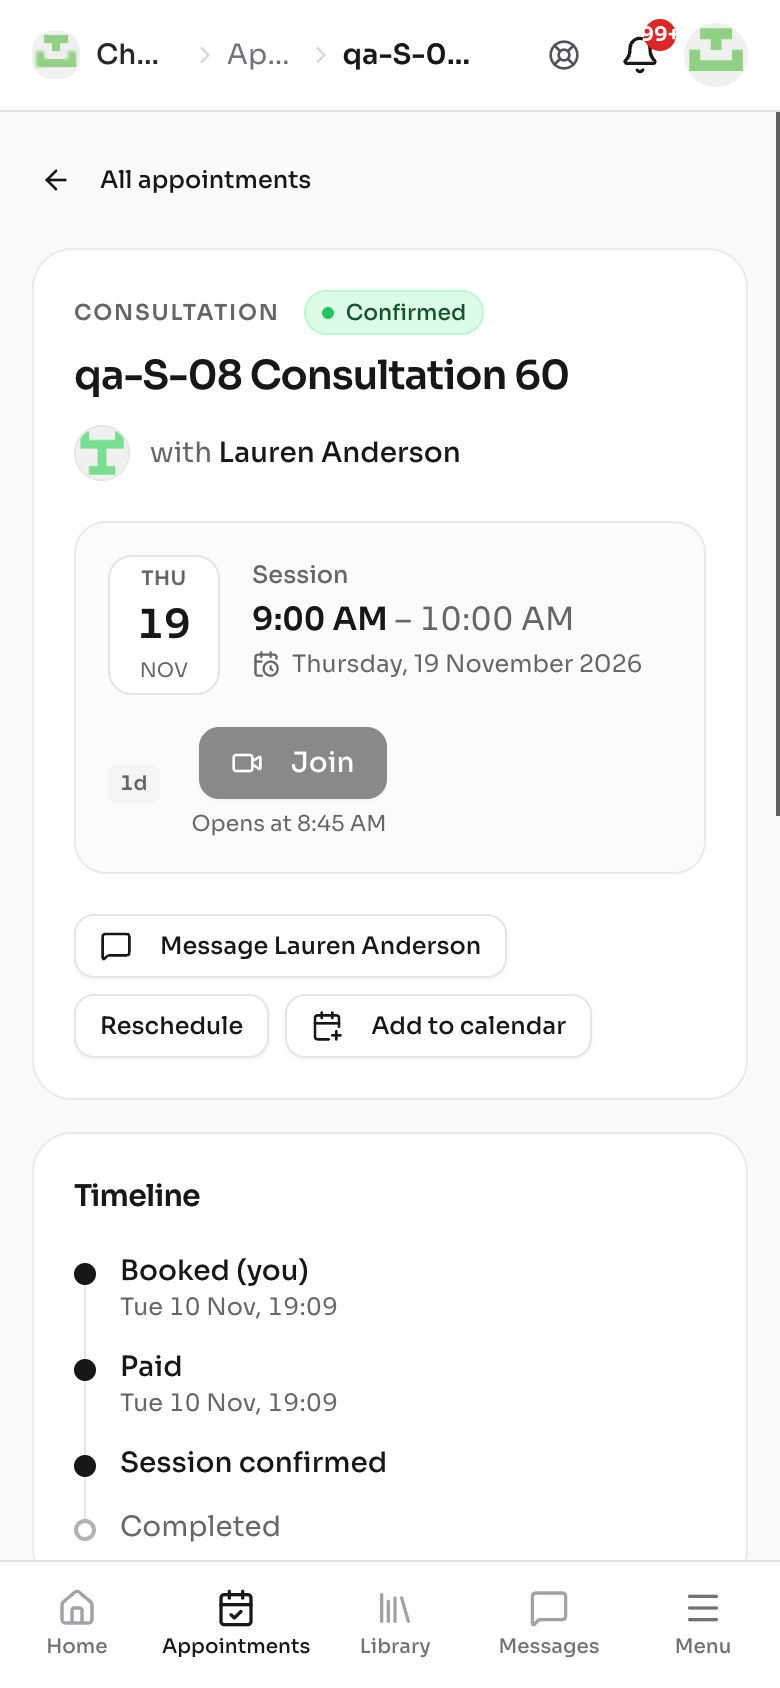 Ch... > Ap... > qa-S-0... 99+
All appointments
CONSULTATION Confirmed
qa-S-08 Consultation 60
with Lauren Anderson
THU
19
NOV
Session
9:00 AM – 10:00 AM
Thursday, 19 November 2026
1d
Join
Opens at 8:45 AM
Message Lauren Anderson
Reschedule
Add to calendar
Timeline
Booked (you)
Tue 10 Nov, 19:09
Paid
Tue 10 Nov, 19:09
Session confirmed
Completed
Home Appointments Library Messages Menu